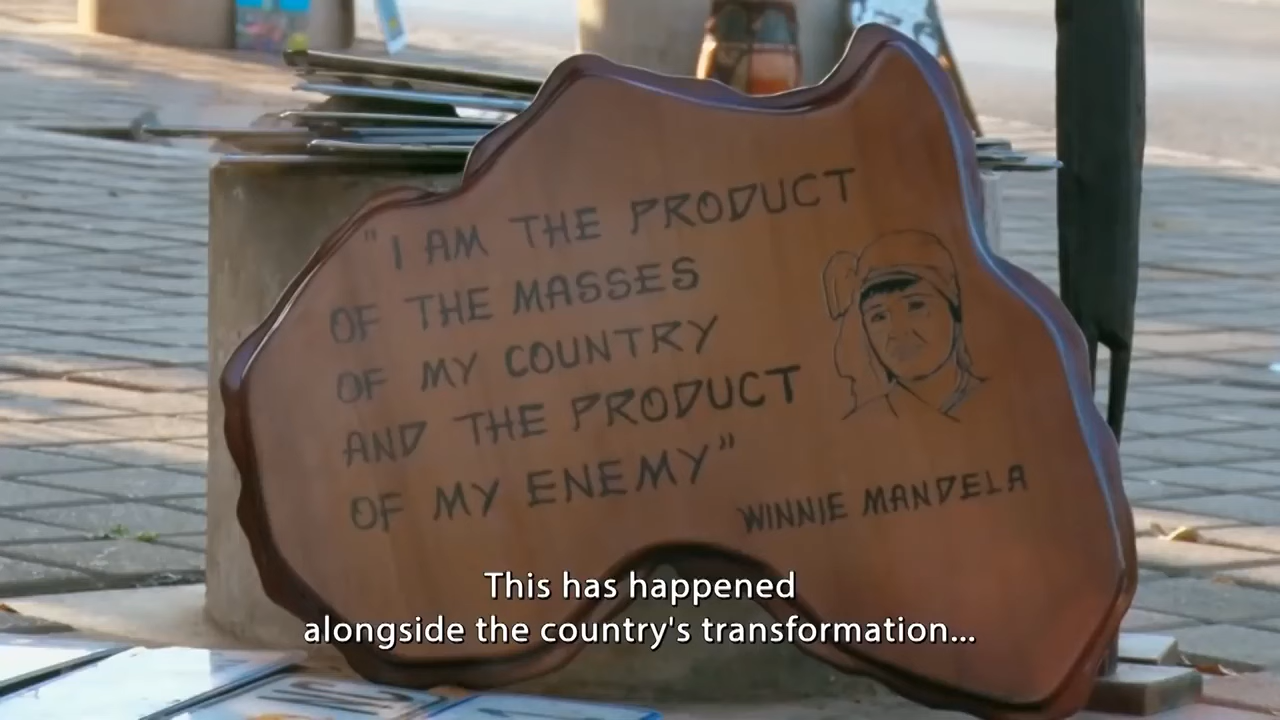 "I AM THE PRODUCT
OF THE MASSES
OF MY COUNTRY
AND THE PRODUCT
OF MY ENEMY"
WINNIE MANDELA
This has happened
alongside the country's transformation...